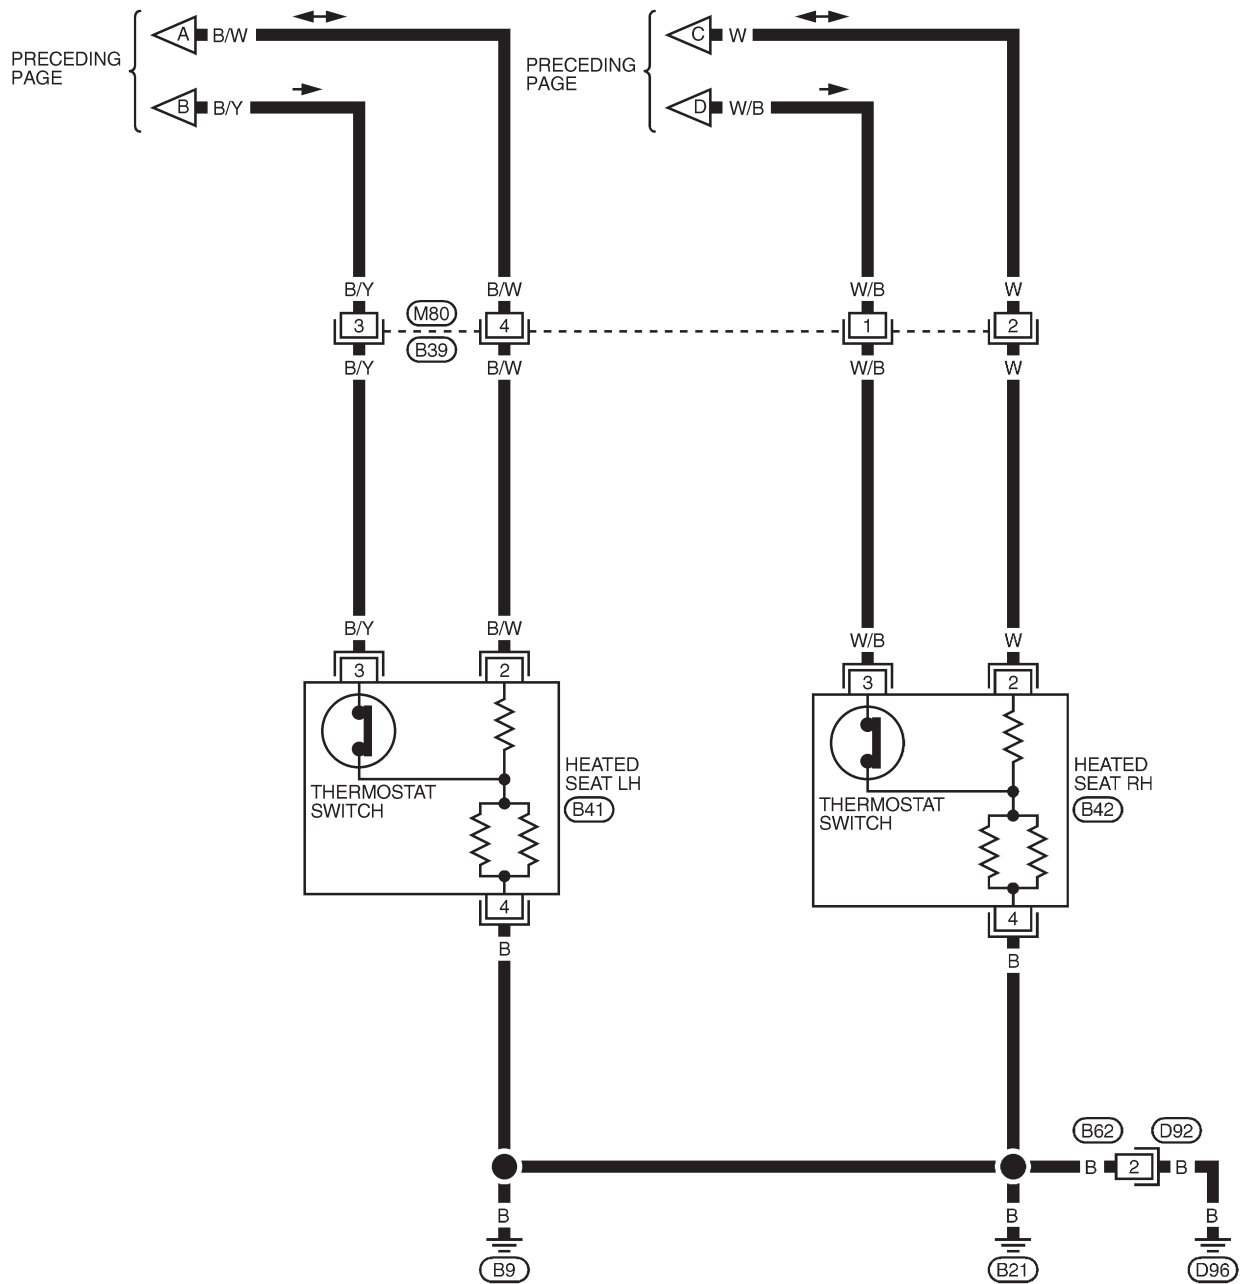 A B/W
C W
PRECEDING
PAGE
PRECEDING
PAGE
B B/Y
D W/B
B/Y B/W W/B W
M80
3 4 1 2
B39
B/Y B/W W/B W
B/Y B/W W/B W
3 2 3 2
HEATED
SEAT LH
B41
THERMOSTAT
SWITCH
HEATED
SEAT RH
B42
THERMOSTAT
SWITCH
4 4
B B
B62 D92
B 2 B
B B B
B9 B21 D96